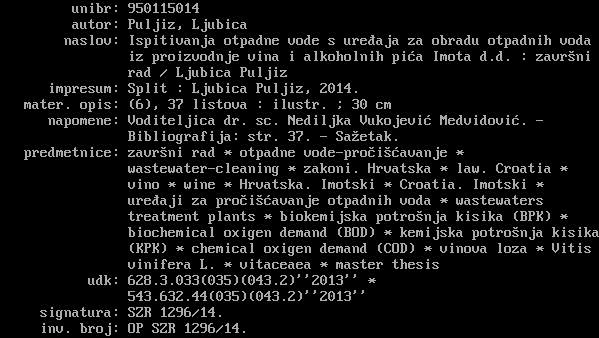 unibr: 950115014
autor: Puljiz, Ljubica
naslov: Ispitivanja otpadne vode s uređaja za obradu otpadnih voda
iz proizvodnje vina i alkoholnih pića Imota d.d. : završni
rad / Ljubica Puljiz
impresum: Split : Ljubica Puljiz, 2014.
mater. opis: (6), 37 listova : ilustr. ; 30 cm
napomene: Voditeljica dr. sc. Nediljka Vukojević Medvidović. -
Bibliografija: str. 37. - Sažetak.
predmetnice: završni rad * otpadne vode-pročišćavanje *
wastewater-cleaning * zakoni. Hrvatska * law. Croatia *
vino * wine * Hrvatska. Imotski * Croatia. Imotski *
uređaji za pročišćavanje otpadnih voda * wastewaters
treatment plants * biokemijska potrošnja kisika (BPK) *
biochemical oxigen demand (BOD) * kemijska potrošnja kisika
(KPK) * chemical oxigen demand (COD) * vinova loza * Vitis
vinifera L. * vitaceaea * master thesis
udk: 628.3.033(035)(043.2)''2013'' *
543.632.44(035)(043.2)''2013''
signatura: SZR 1296/14.
inv. broj: OP SZR 1296/14.